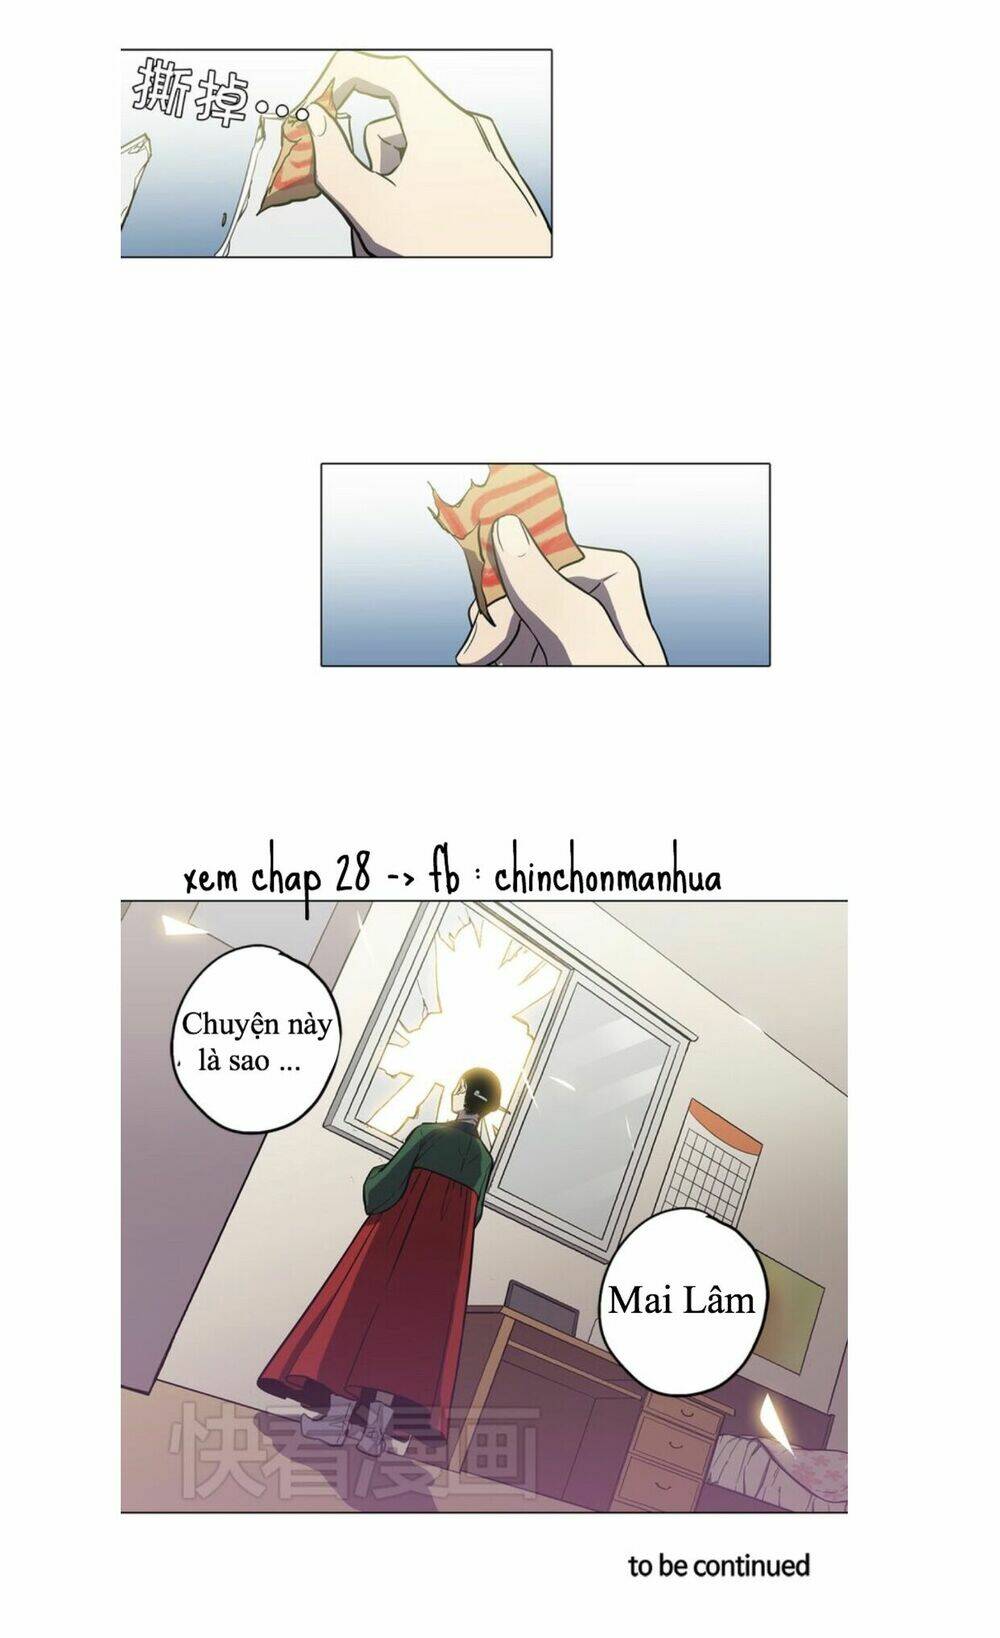 撕掉...
xem chap 28 -> fb : chinchonmanhua
Chuyện này
là sao ...
Mai Lâm
快看漫画
to be continued